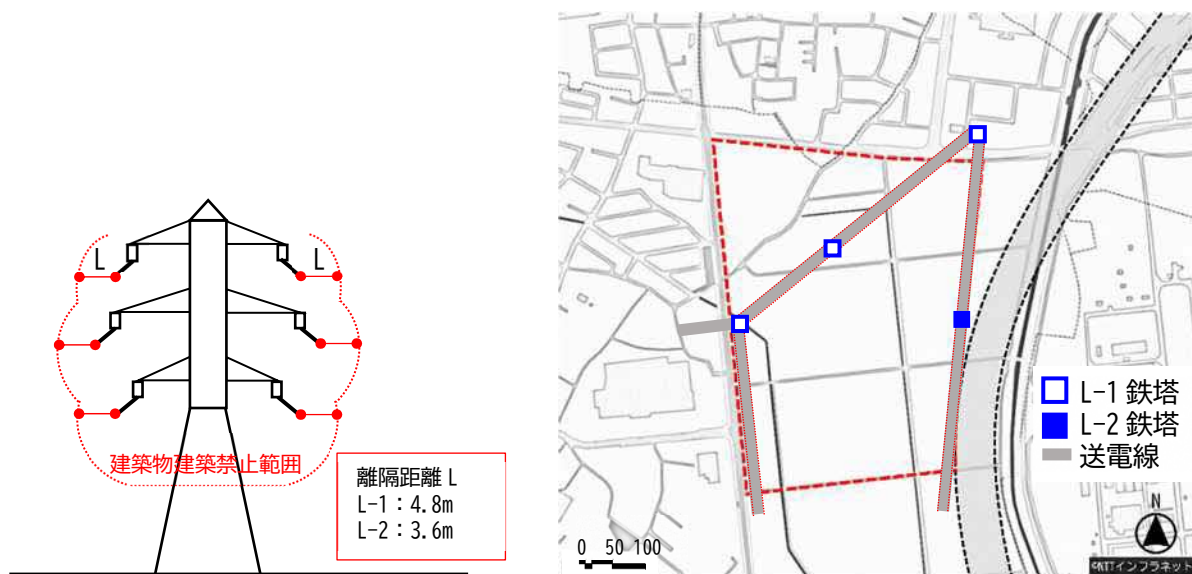 L
L
建築物建築禁止範囲
離隔距離 L
L-1：4.8m
L-2：3.6m
L-1 鉄塔
L-2 鉄塔
送電線
0 50 100
N
©NTTインフラネット